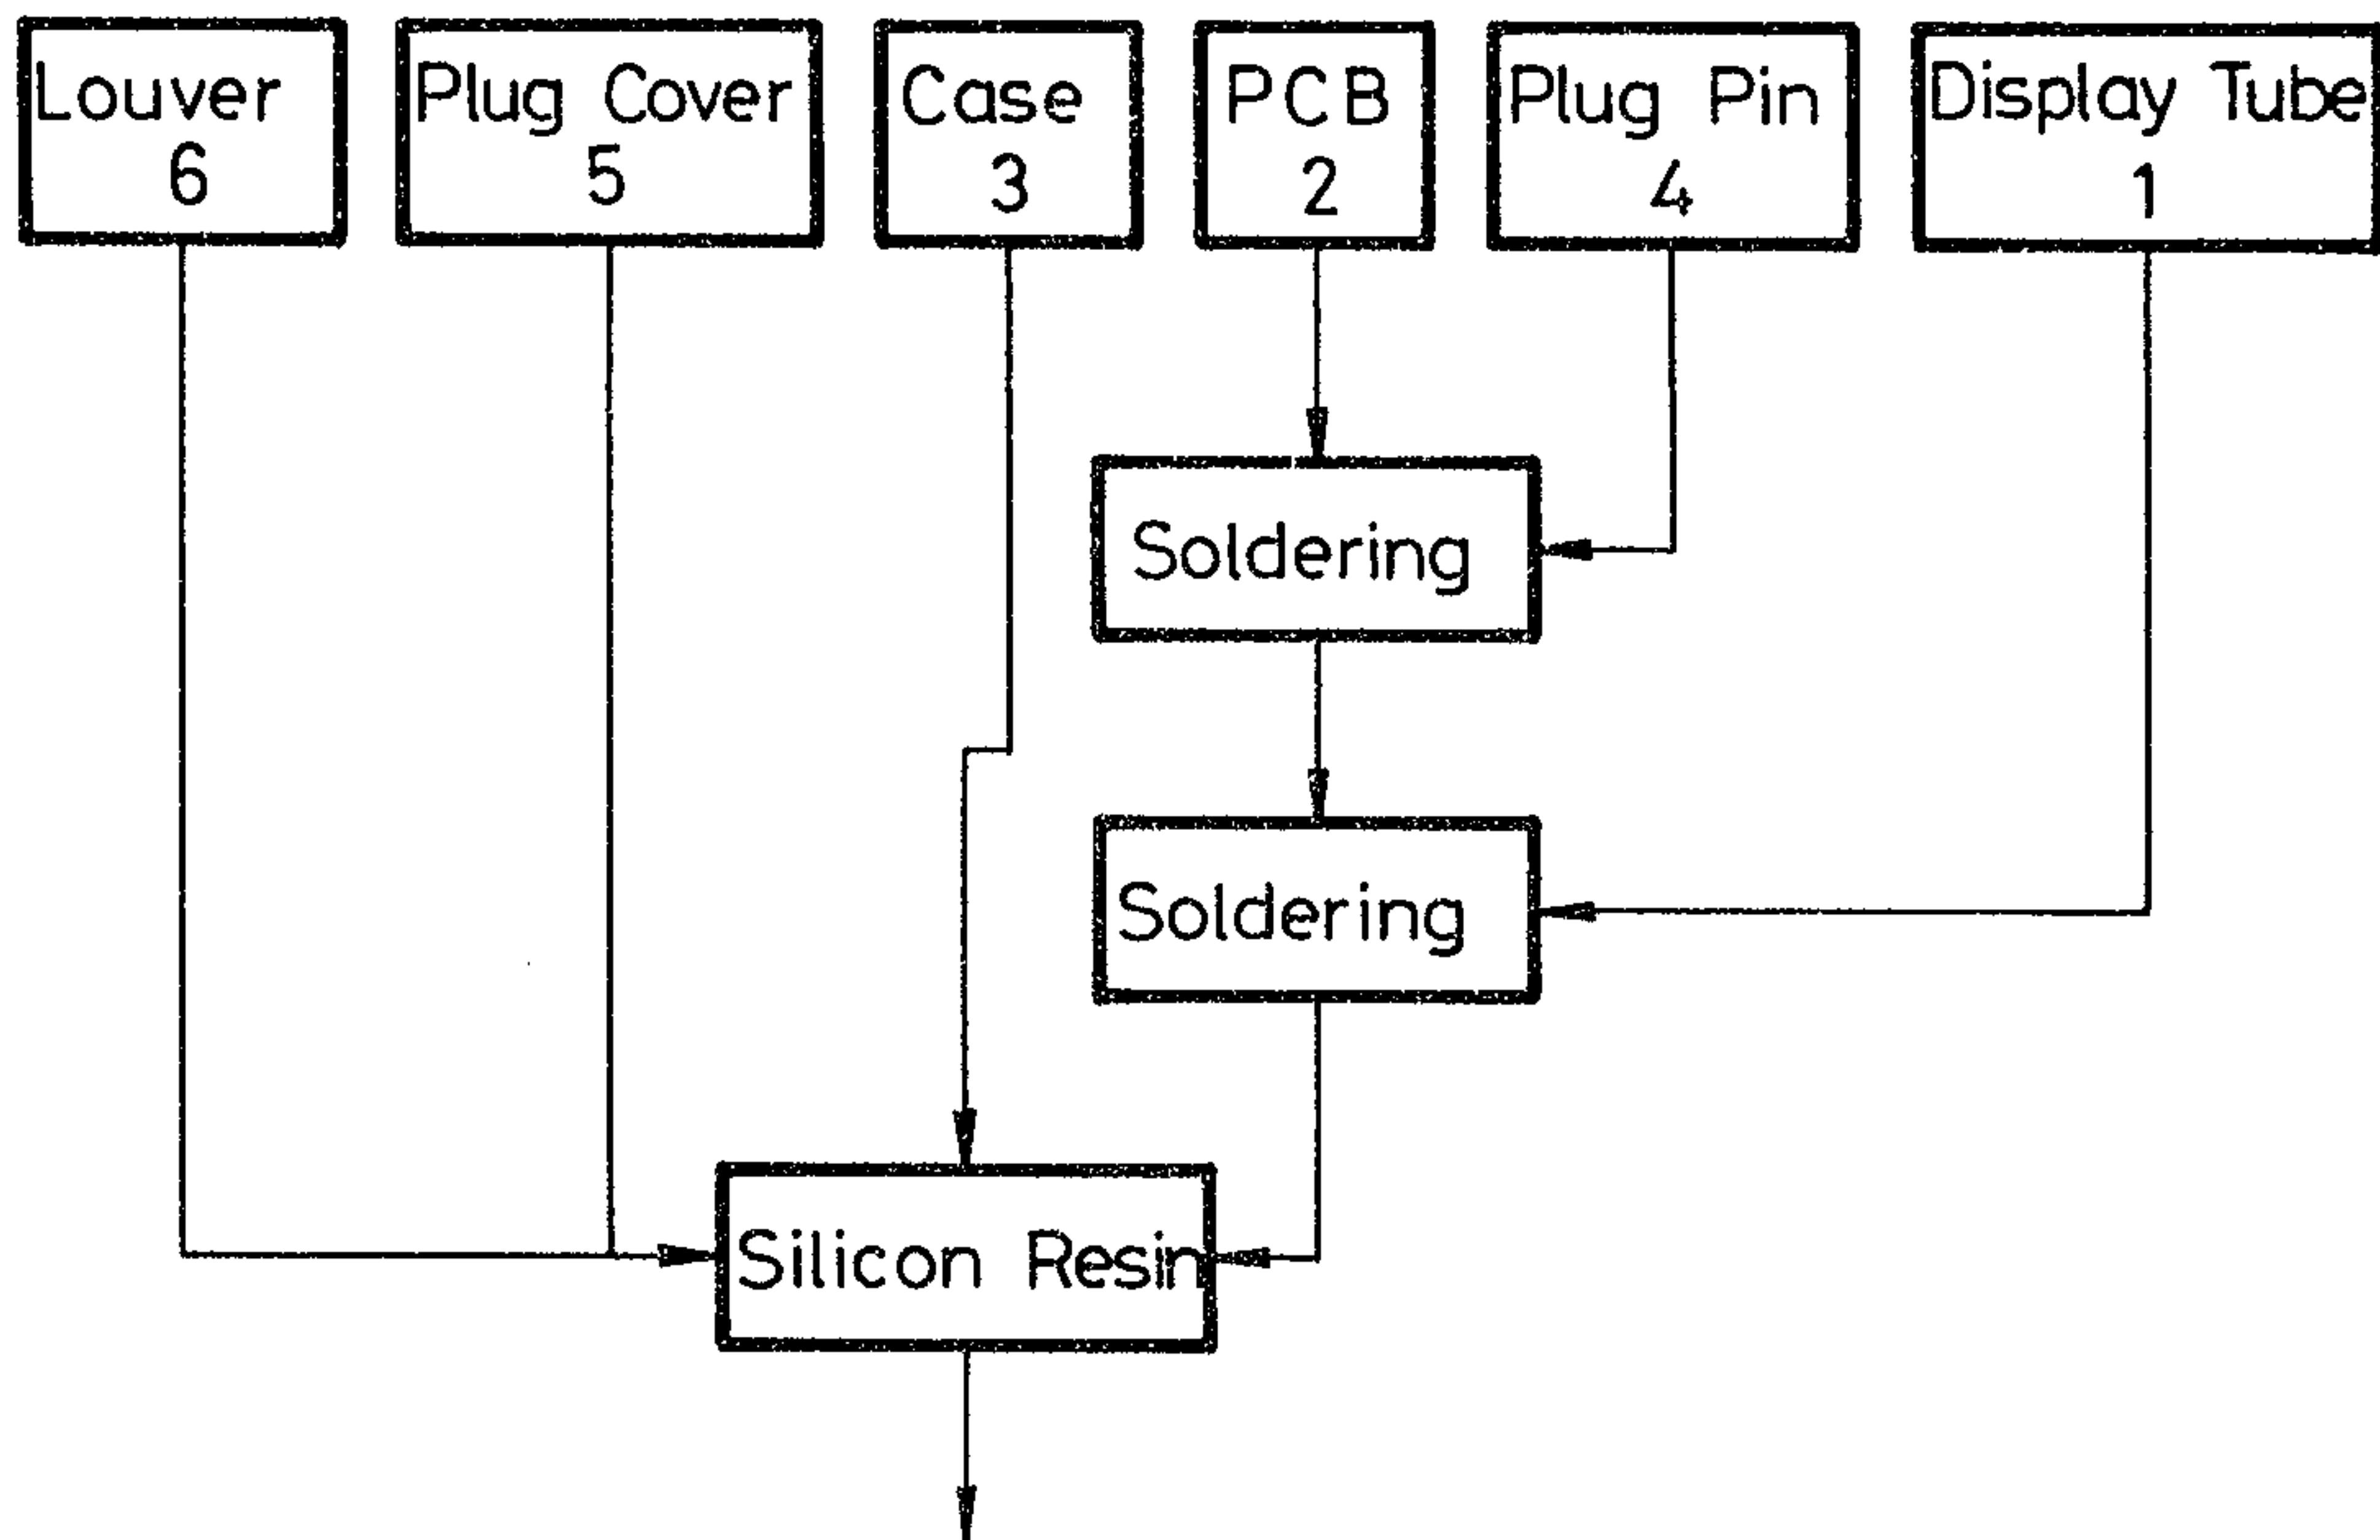 Louver
6
Plug Cover
5
Case
3
PCB
2
Plug Pin
4
Display Tube
1
Soldering
Soldering
Silicon Resin